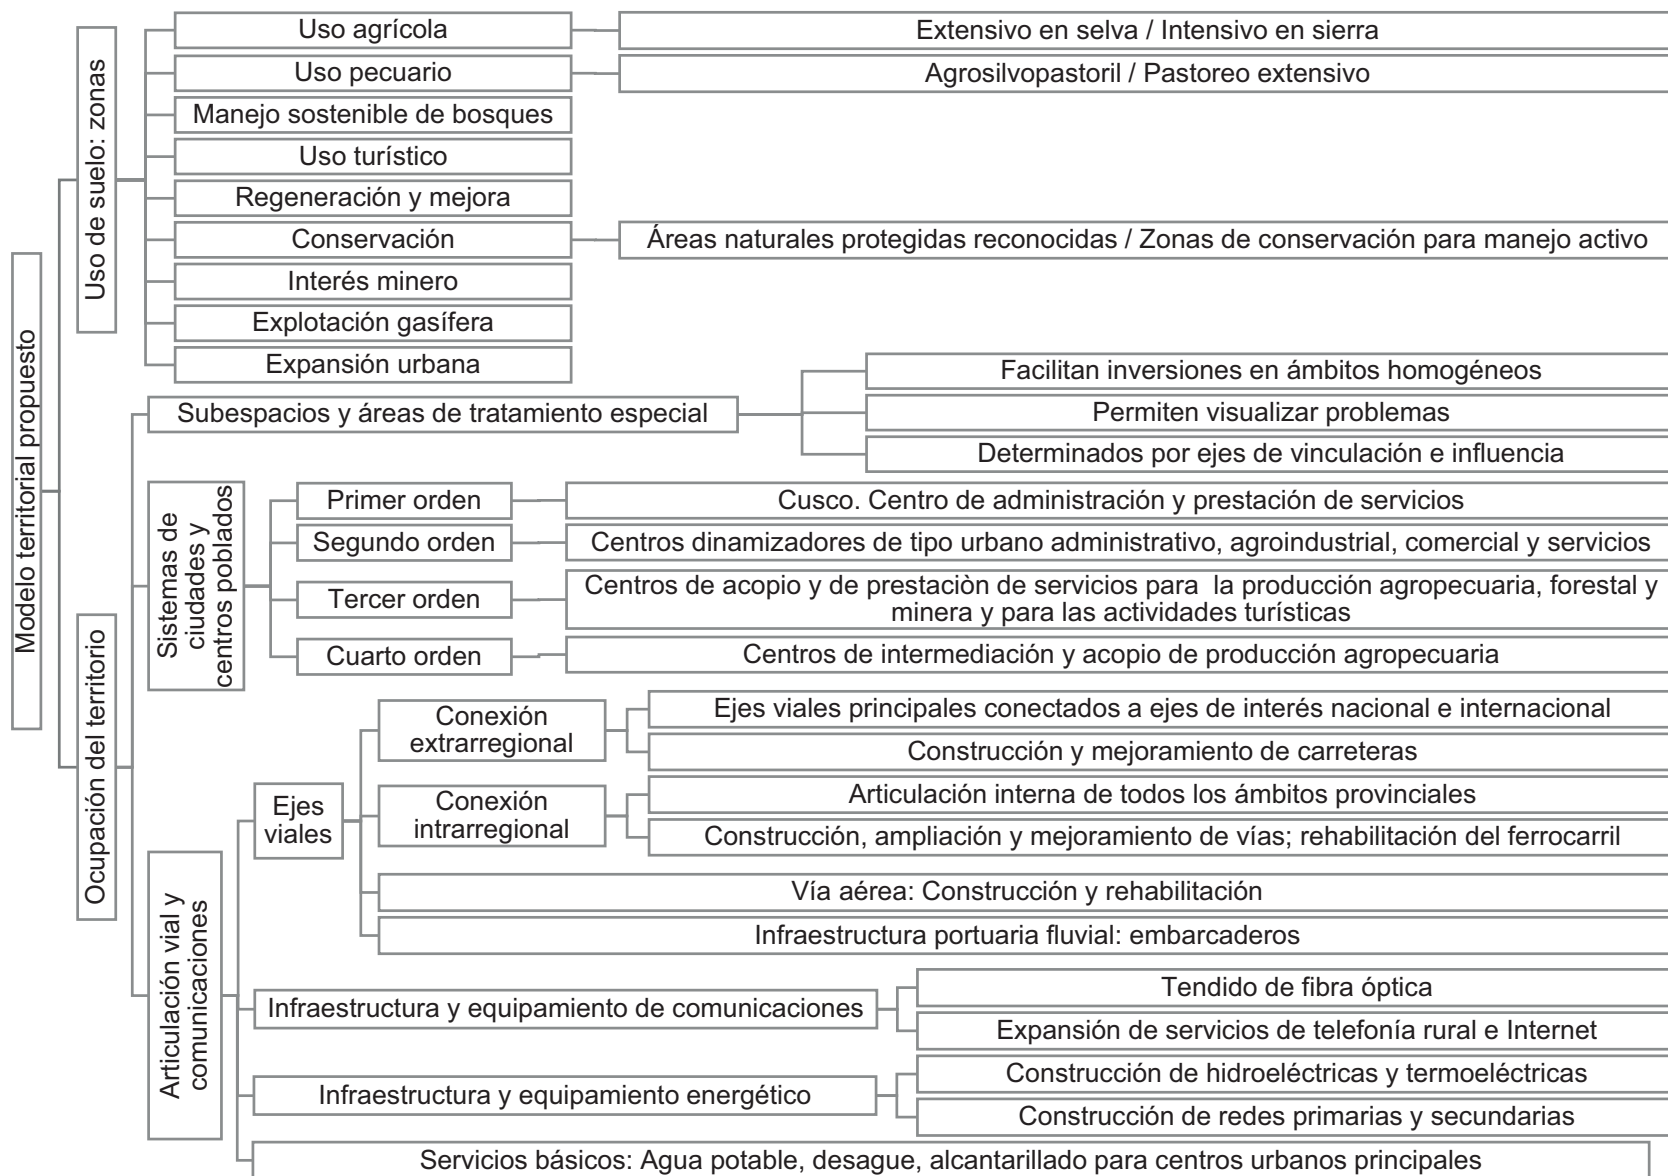 Modelo territorial propuesto
Uso de suelo: zonas
Uso agrícola
Extensivo en selva / Intensivo en sierra
Uso pecuario
Agrosilvopastoril / Pastoreo extensivo
Manejo sostenible de bosques
Uso turístico
Regeneración y mejora
Conservación
Áreas naturales protegidas reconocidas / Zonas de conservación para manejo activo
Interés minero
Explotación gasífera
Expansión urbana
Ocupación del territorio
Subespacios y áreas de tratamiento especial
Facilitan inversiones en ámbitos homogéneos
Permiten visualizar problemas
Determinados por ejes de vinculación e influencia
Sistemas de
ciudades y
centros poblados
Primer orden
Cusco. Centro de administración y prestación de servicios
Segundo orden
Centros dinamizadores de tipo urbano administrativo, agroindustrial, comercial y servicios
Tercer orden
Centros de acopio y de prestaciòn de servicios para la producción agropecuaria, forestal y
minera y para las actividades turísticas
Cuarto orden
Centros de intermediación y acopio de producción agropecuaria
Articulación vial y
comunicaciones
Ejes
viales
Conexión
extrarregional
Ejes viales principales conectados a ejes de interés nacional e internacional
Construcción y mejoramiento de carreteras
Conexión
intrarregional
Articulación interna de todos los ámbitos provinciales
Construcción, ampliación y mejoramiento de vías; rehabilitación del ferrocarril
Vía aérea: Construcción y rehabilitación
Infraestructura portuaria fluvial: embarcaderos
Infraestructura y equipamiento de comunicaciones
Tendido de fibra óptica
Expansión de servicios de telefonía rural e Internet
Infraestructura y equipamiento energético
Construcción de hidroeléctricas y termoeléctricas
Construcción de redes primarias y secundarias
Servicios básicos: Agua potable, desague, alcantarillado para centros urbanos principales